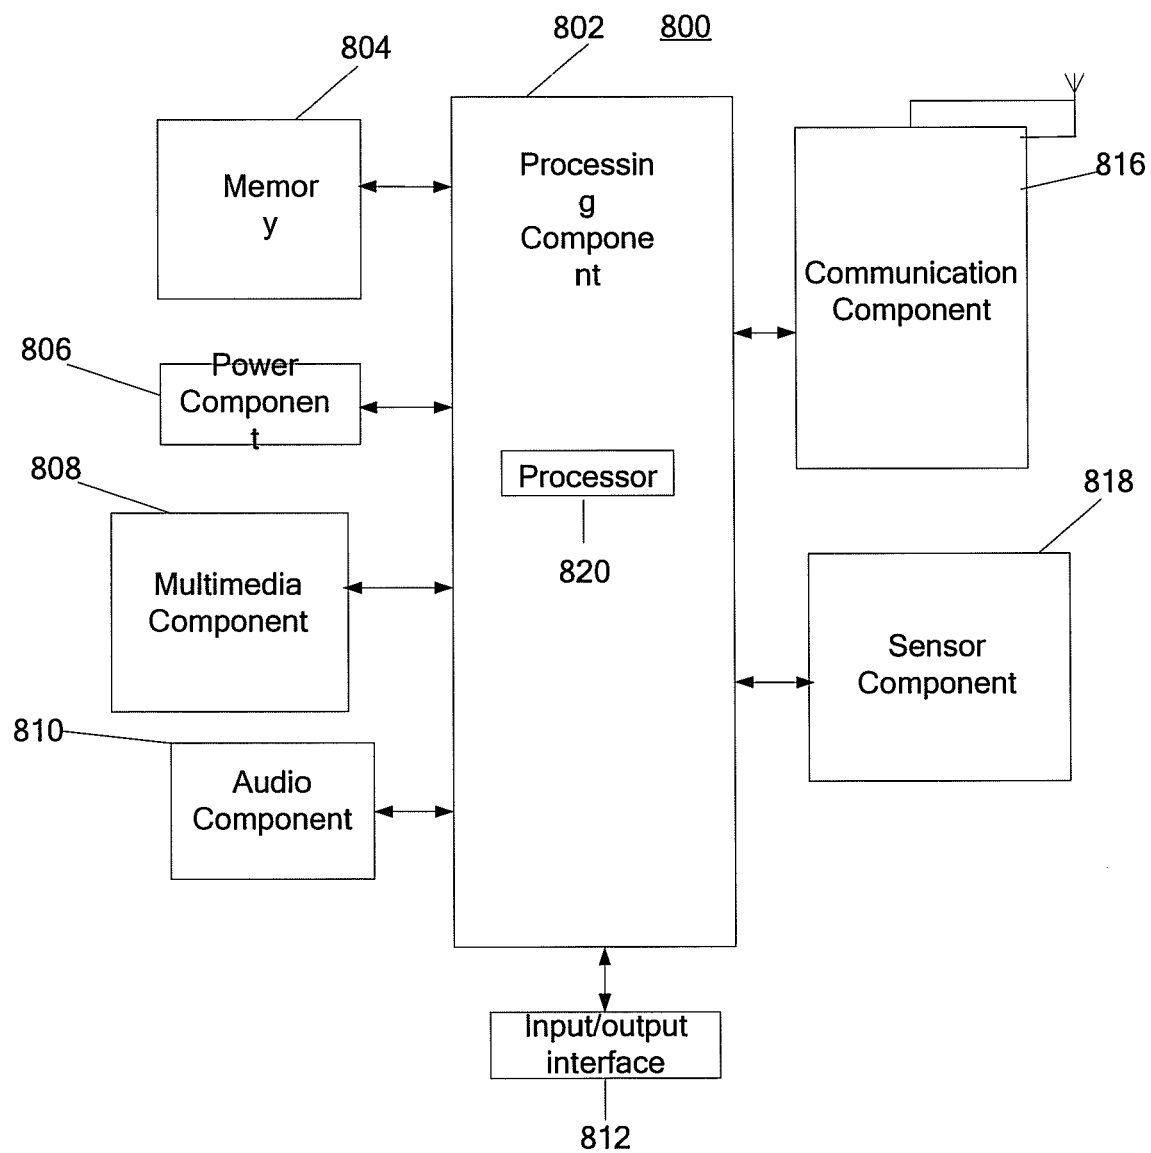 802
800
804
Memor
y
Processin
g
Compone
nt
816
Communication
Component
806
Power
Componen
t
808
Processor
818
820
Multimedia
Component
Sensor
Component
810
Audio
Component
Input/output
interface
812